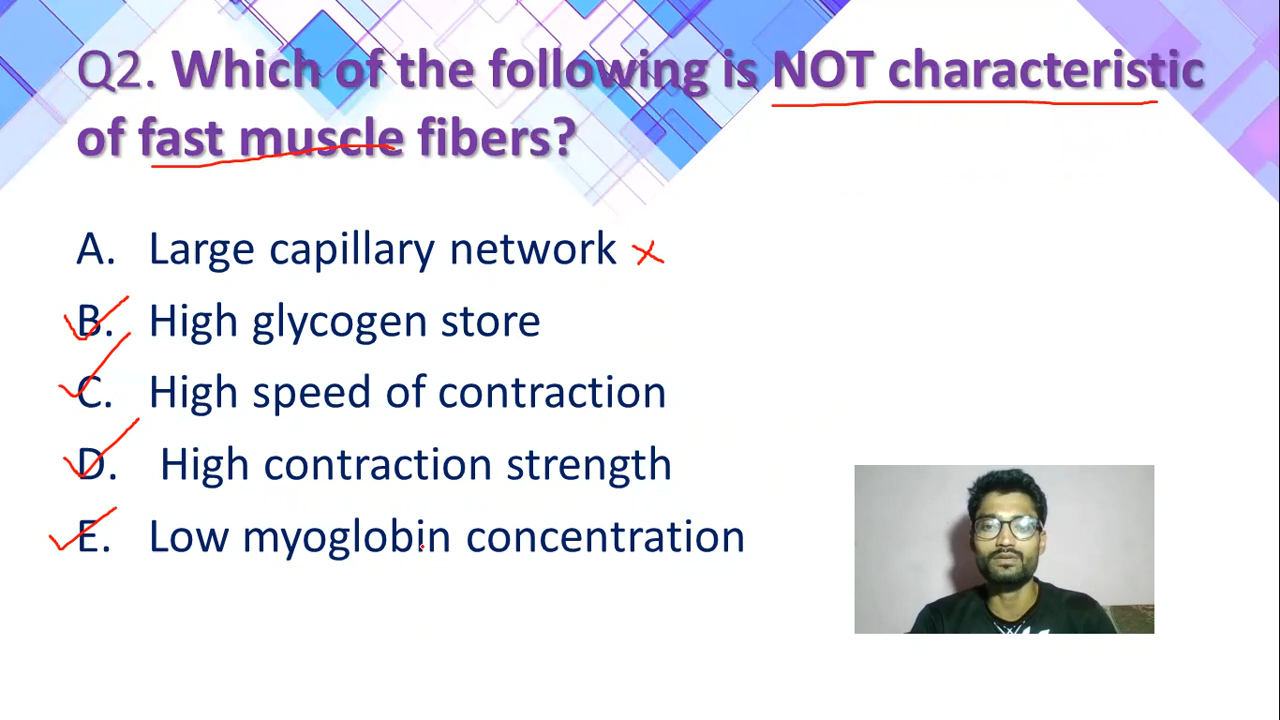 Q2. Which of the following is NOT characteristic
of fast muscle fibers?
A. Large capillary network
B. High glycogen store
C. High speed of contraction
D. High contraction strength
E. Low myoglobin concentration